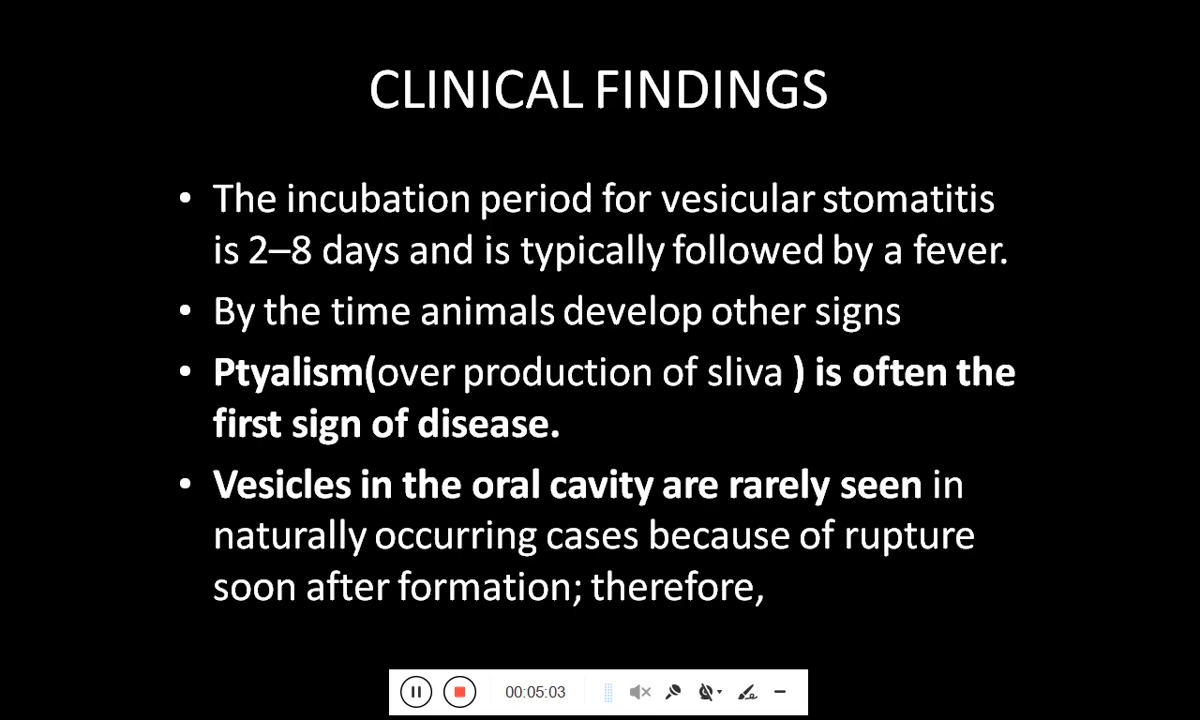 CLINICAL FINDINGS
• The incubation period for vesicular stomatitis
is 2–8 days and is typically followed by a fever.
• By the time animals develop other signs
• Ptyalism(over production of sliva ) is often the
first sign of disease.
• Vesicles in the oral cavity are rarely seen in
naturally occurring cases because of rupture
soon after formation; therefore,
00:05:03